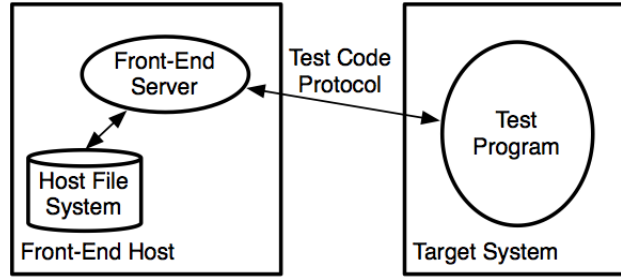 Front-End
Server
Test Code
Protocol
Test
Program
Host File
System
Front-End Host
Target System